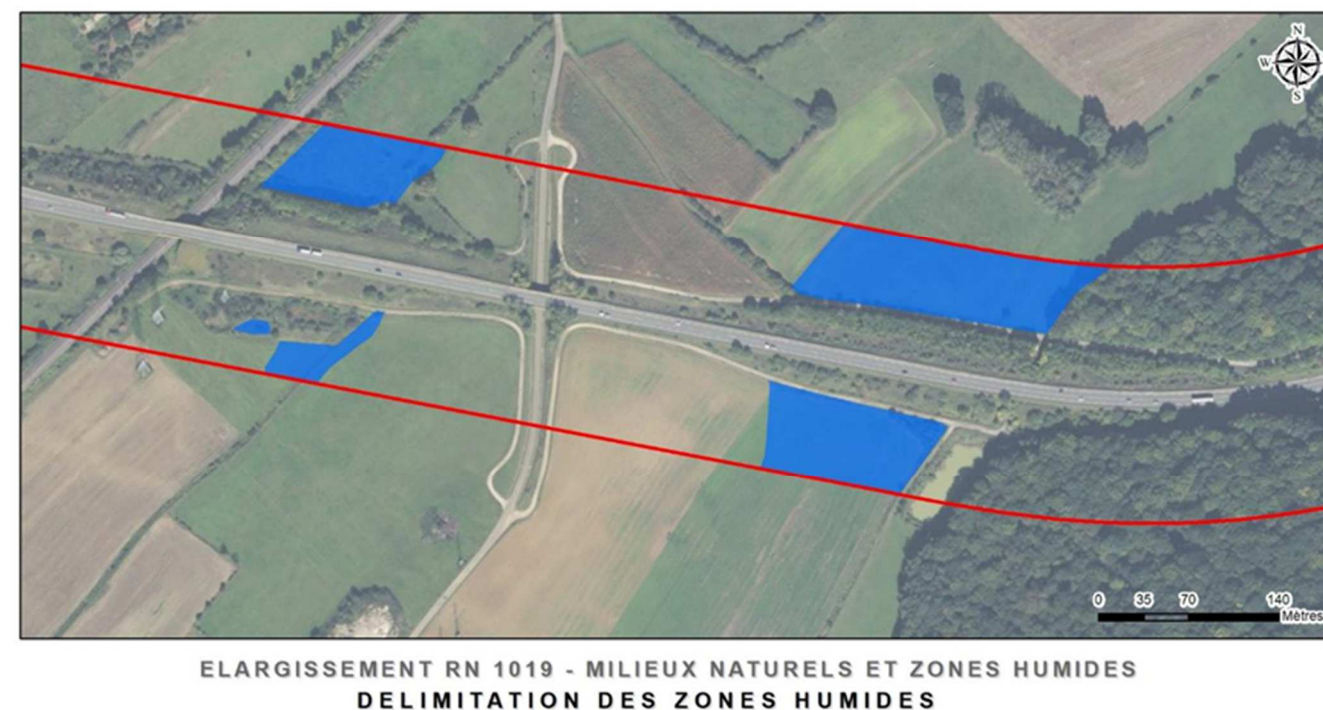 N
W
S
0 35 70 140
Mètres
ELARGISSEMENT RN 1019 - MILIEUX NATURELS ET ZONES HUMIDES
DELIMITATION DES ZONES HUMIDES